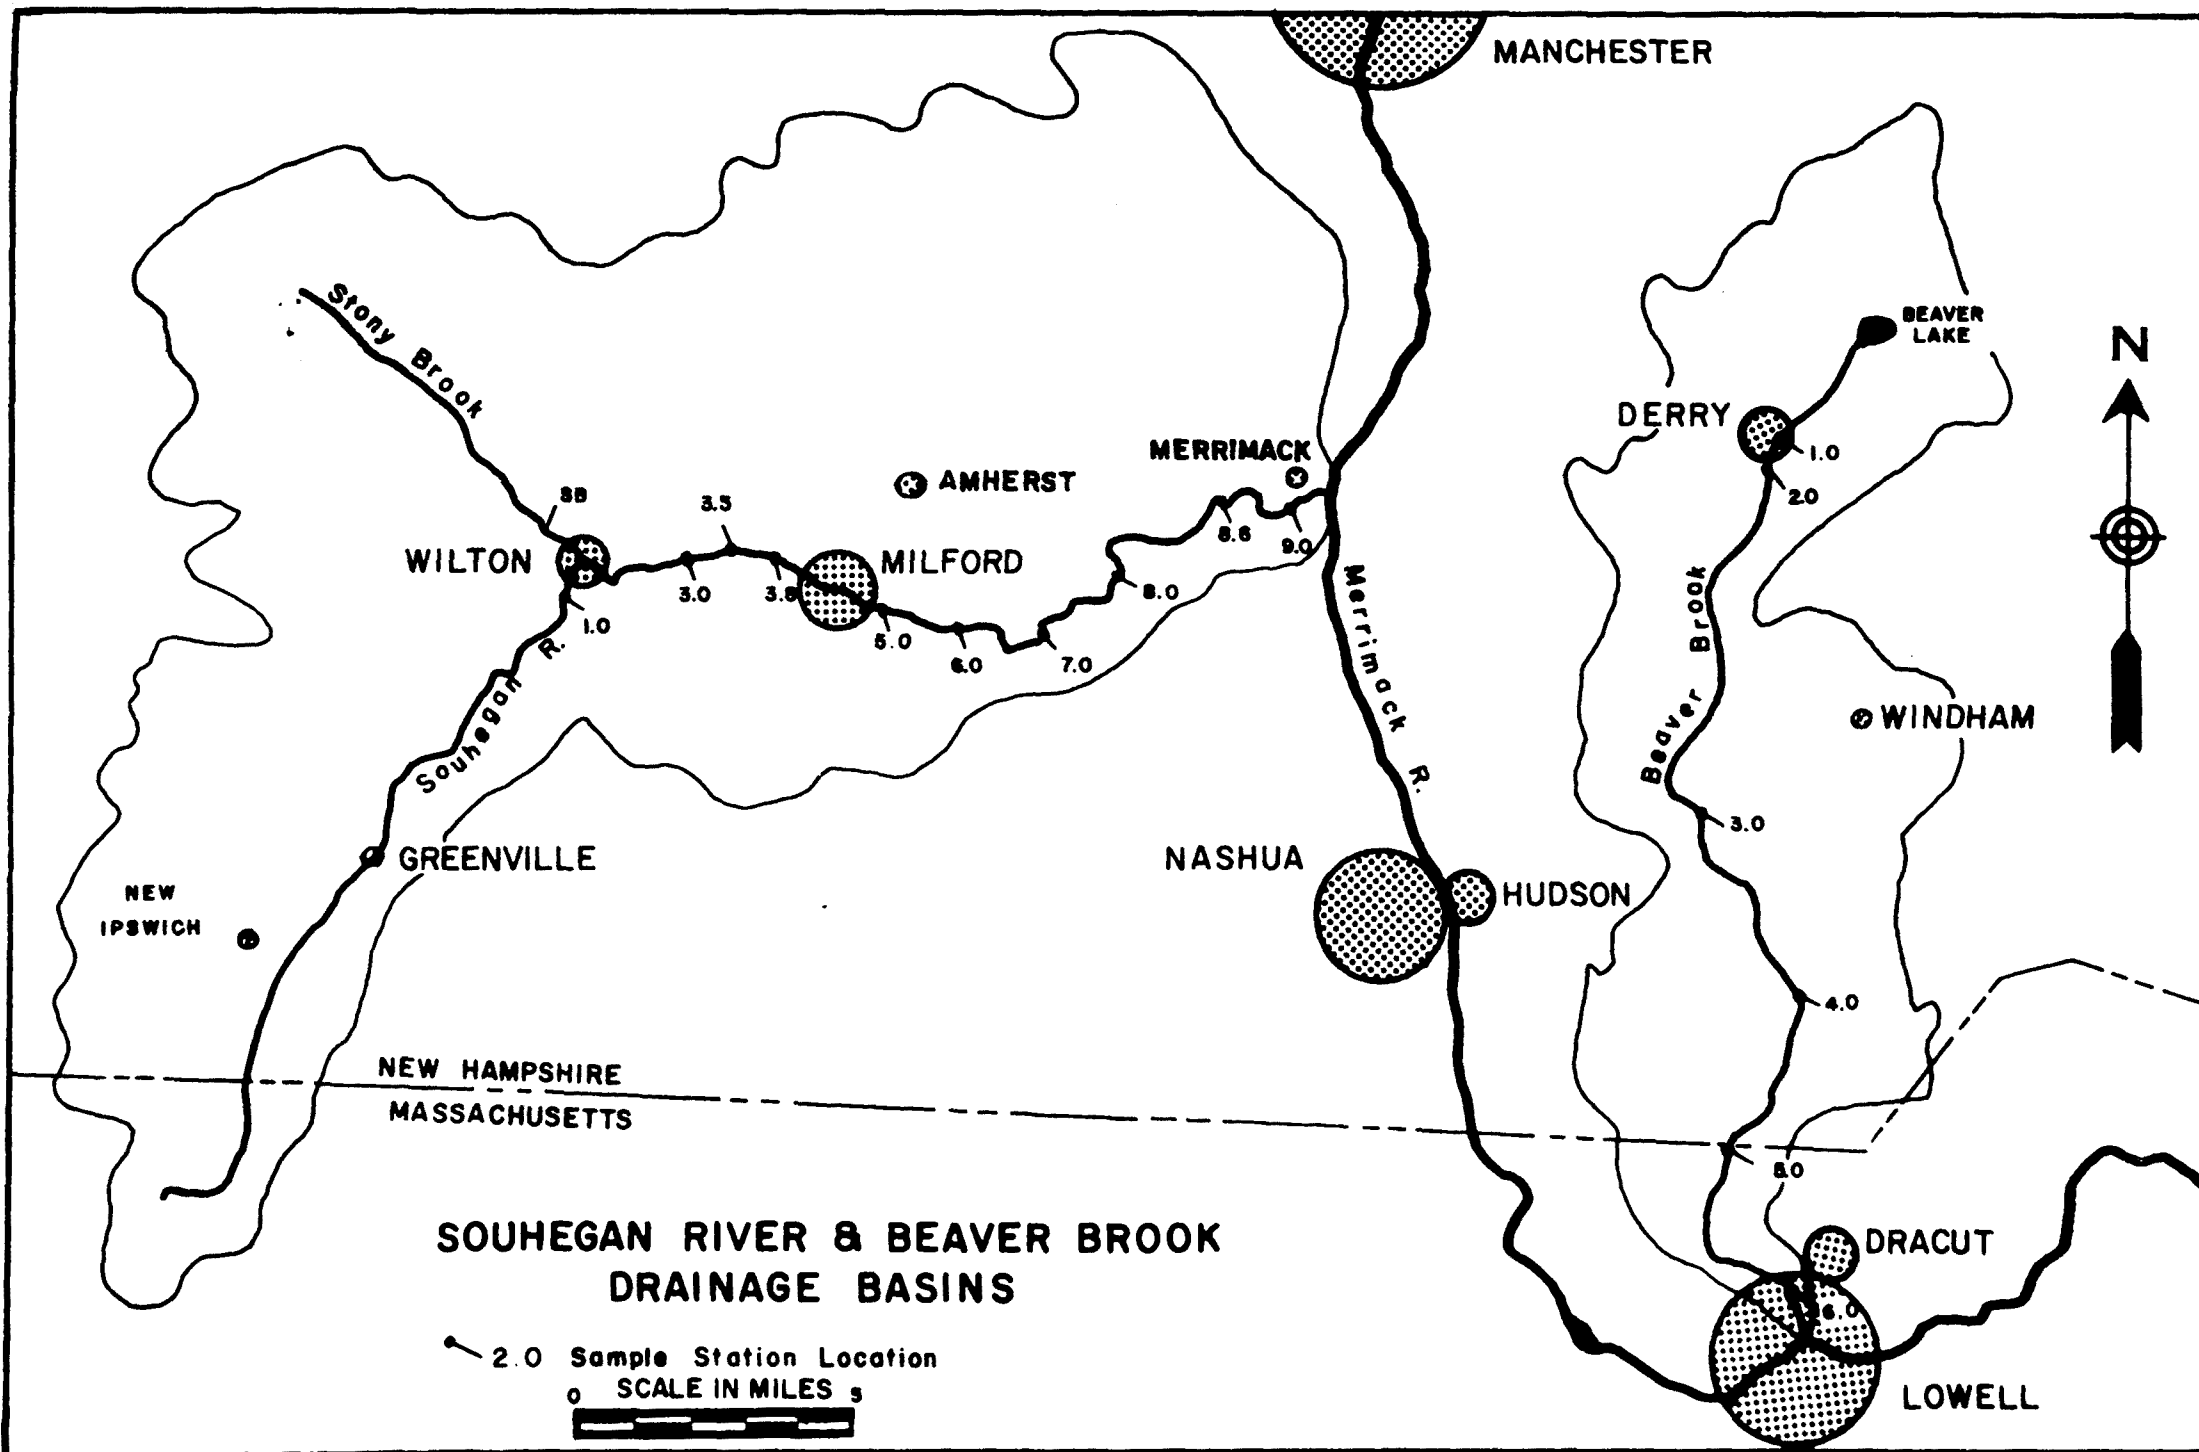 MANCHESTER
Stony Brook
BEAVER
LAKE
N
DERRY
1.0
2.0
MERRIMACK
AMHERST
SB
3.5
8.6
9.0
WILTON
MILFORD
3.0
3.8
8.0
1.0
5.0
6.0
7.0
Souhegan R.
Merrimack R.
Beaver Brook
WINDHAM
3.0
GREENVILLE
NASHUA
HUDSON
NEW
IPSWICH
4.0
NEW HAMPSHIRE
MASSACHUSETTS
5.0
DRACUT
SOUHEGAN RIVER & BEAVER BROOK
DRAINAGE BASINS
6.0
2.0 Sample Station Location
0 SCALE IN MILES 5
LOWELL